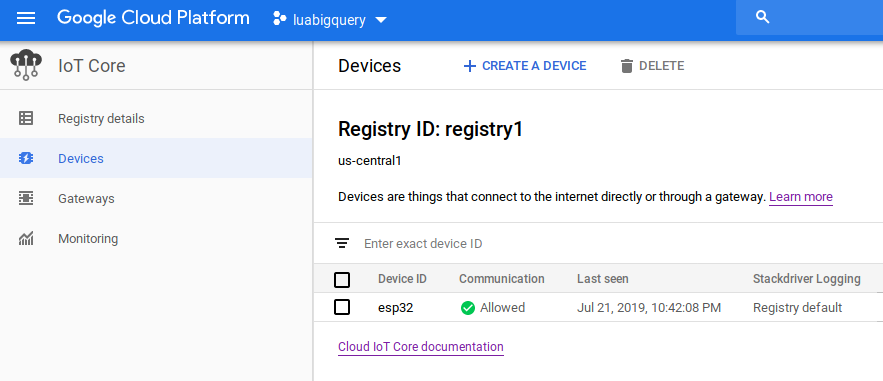 Google Cloud Platform
luabigquery
IoT Core
Devices
CREATE A DEVICE
DELETE
Registry details
Devices
Gateways
Monitoring
Registry ID: registry1
us-central1
Devices are things that connect to the internet directly or through a gateway. Learn more
Enter exact device ID
Device ID Communication Last seen Stackdriver Logging
esp32 Allowed Jul 21, 2019, 10:42:08 PM Registry default
Cloud IoT Core documentation